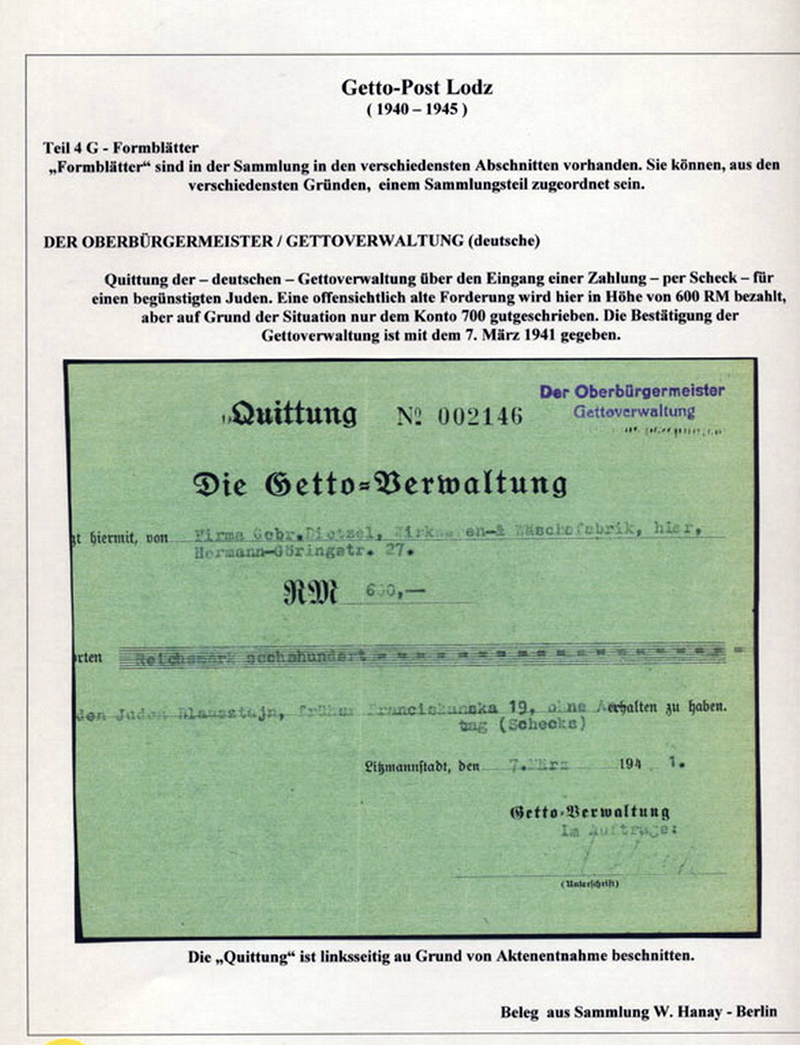 Getto-Post Lodz
( 1940 – 1945 )
Teil 4 G - Formblätter
„Formblätter“ sind in der Sammlung in den verschiedensten Abschnitten vorhanden. Sie können, aus den
verschiedensten Gründen, einem Sammlungsteil zugeordnet sein.
DER OBERBÜRGERMEISTER / GETTOVERWALTUNG (deutsche)
Quittung der – deutschen – Gettoverwaltung über den Eingang einer Zahlung – per Scheck – für
einen begünstigten Juden. Eine offensichtlich alte Forderung wird hier in Höhe von 600 RM bezahlt,
aber auf Grund der Situation nur dem Konto 700 gutgeschrieben. Die Bestätigung der
Gettoverwaltung ist mit dem 7. März 1941 gegeben.
Der Oberbürgermeister
Quittung Nº 002146 Gettoverwaltung
Die Getto=Verwaltung
gt hiermit, von Firma Gebr.Dietzel, Wirkwaren-& Wäschefabrik, hier,
Hermann-Göringstr. 27.
RM 600,—
rten Reichsmark sechshundert = = = = = = = = = = = = = =
den Juden Blausztajn, früher Franciskanska 19, ohne erhalten zu haben.
(Schecks)
Litzmannstadt, den 7.März 194 1.
Getto=Verwaltung
Im Auftrage:
(Unterschrift)
Die „Quittung“ ist linksseitig au Grund von Aktenentnahme beschnitten.
Beleg aus Sammlung W. Hanay - Berlin